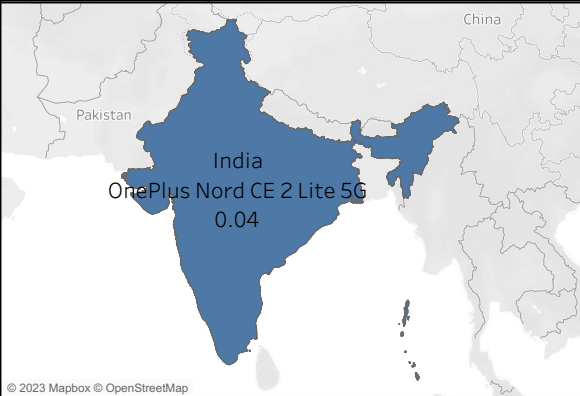 China
Pakistan
India
OnePlus Nord CE 2 Lite 5G
0.04
© 2023 Mapbox © OpenStreetMap